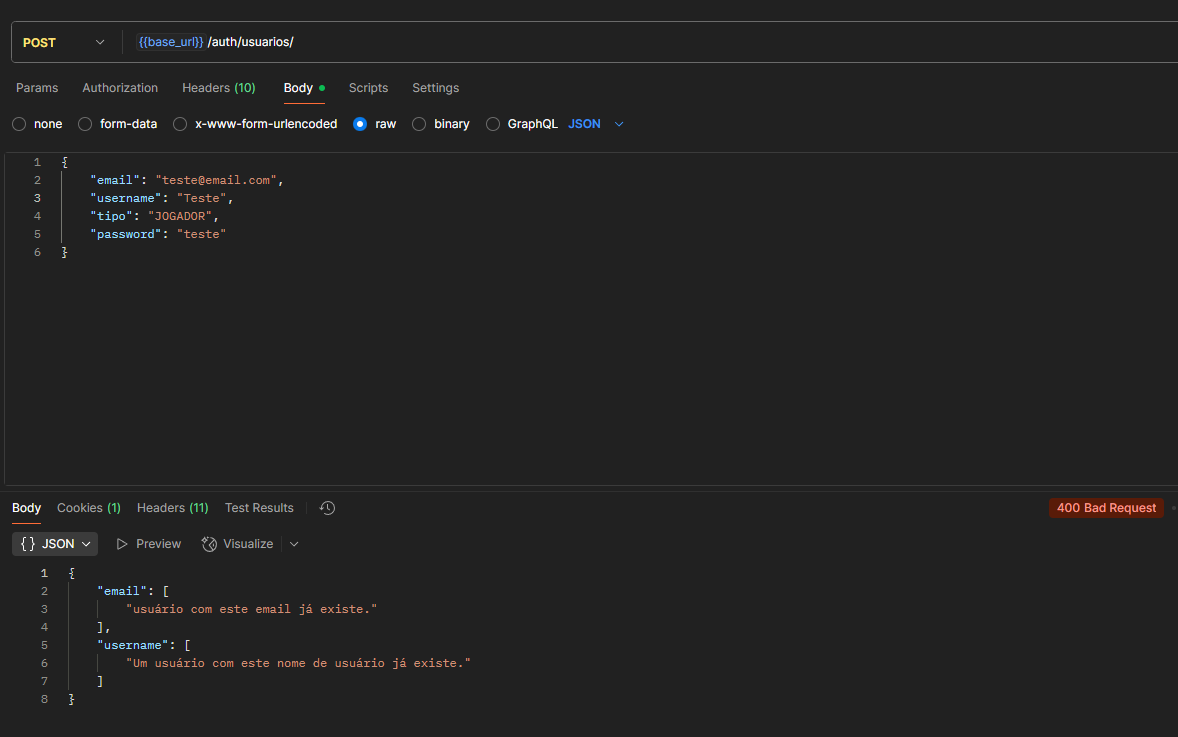 POST {{base_url}} /auth/usuarios/
Params Authorization Headers (10) Body Scripts Settings
none form-data x-www-form-urlencoded raw binary GraphQL JSON
1 {
2 "email": "teste@email.com",
3 "username": "Teste",
4 "tipo": "JOGADOR",
5 "password": "teste"
6 }
Body Cookies (1) Headers (11) Test Results 400 Bad Request
{} JSON Preview Visualize
1 {
2 "email": [
3 "usuário com este email já existe."
4 ],
5 "username": [
6 "Um usuário com este nome de usuário já existe."
7 ]
8 }